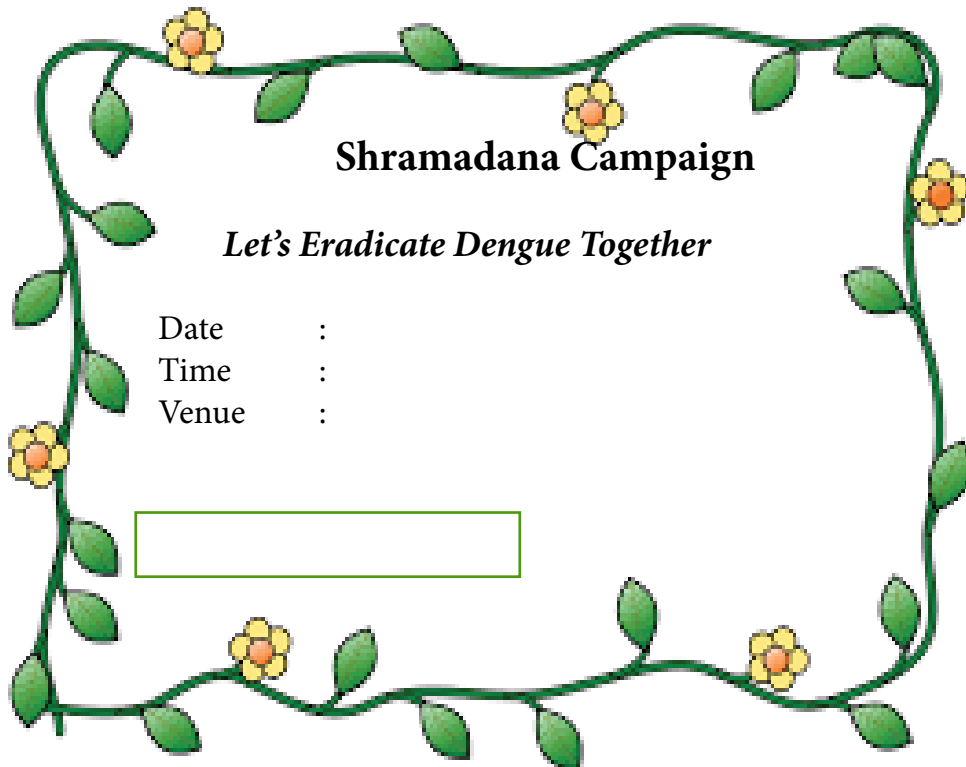 Shramadana Campaign
Let's Eradicate Dengue Together
Date :
Time :
Venue :